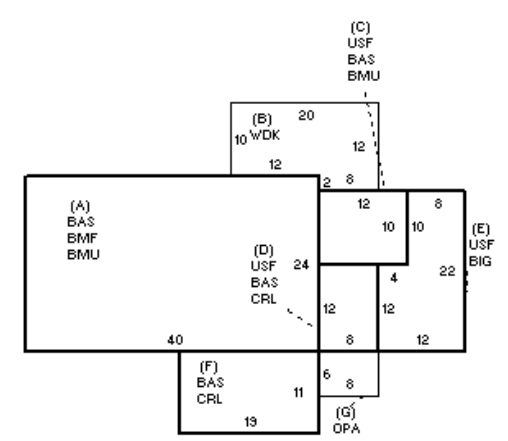 (C)
USF
BAS
BMU
20
(B)
10 WDK
12
12
2 8
(A)
BAS
BMF
BMU
12
8
10 10
(E)
USF
BIG
(D)
USF
BAS
CRL
24
22
4
12
12
40
8
12
(F)
BAS
CRL
6
8
11
19
(G)
OPA